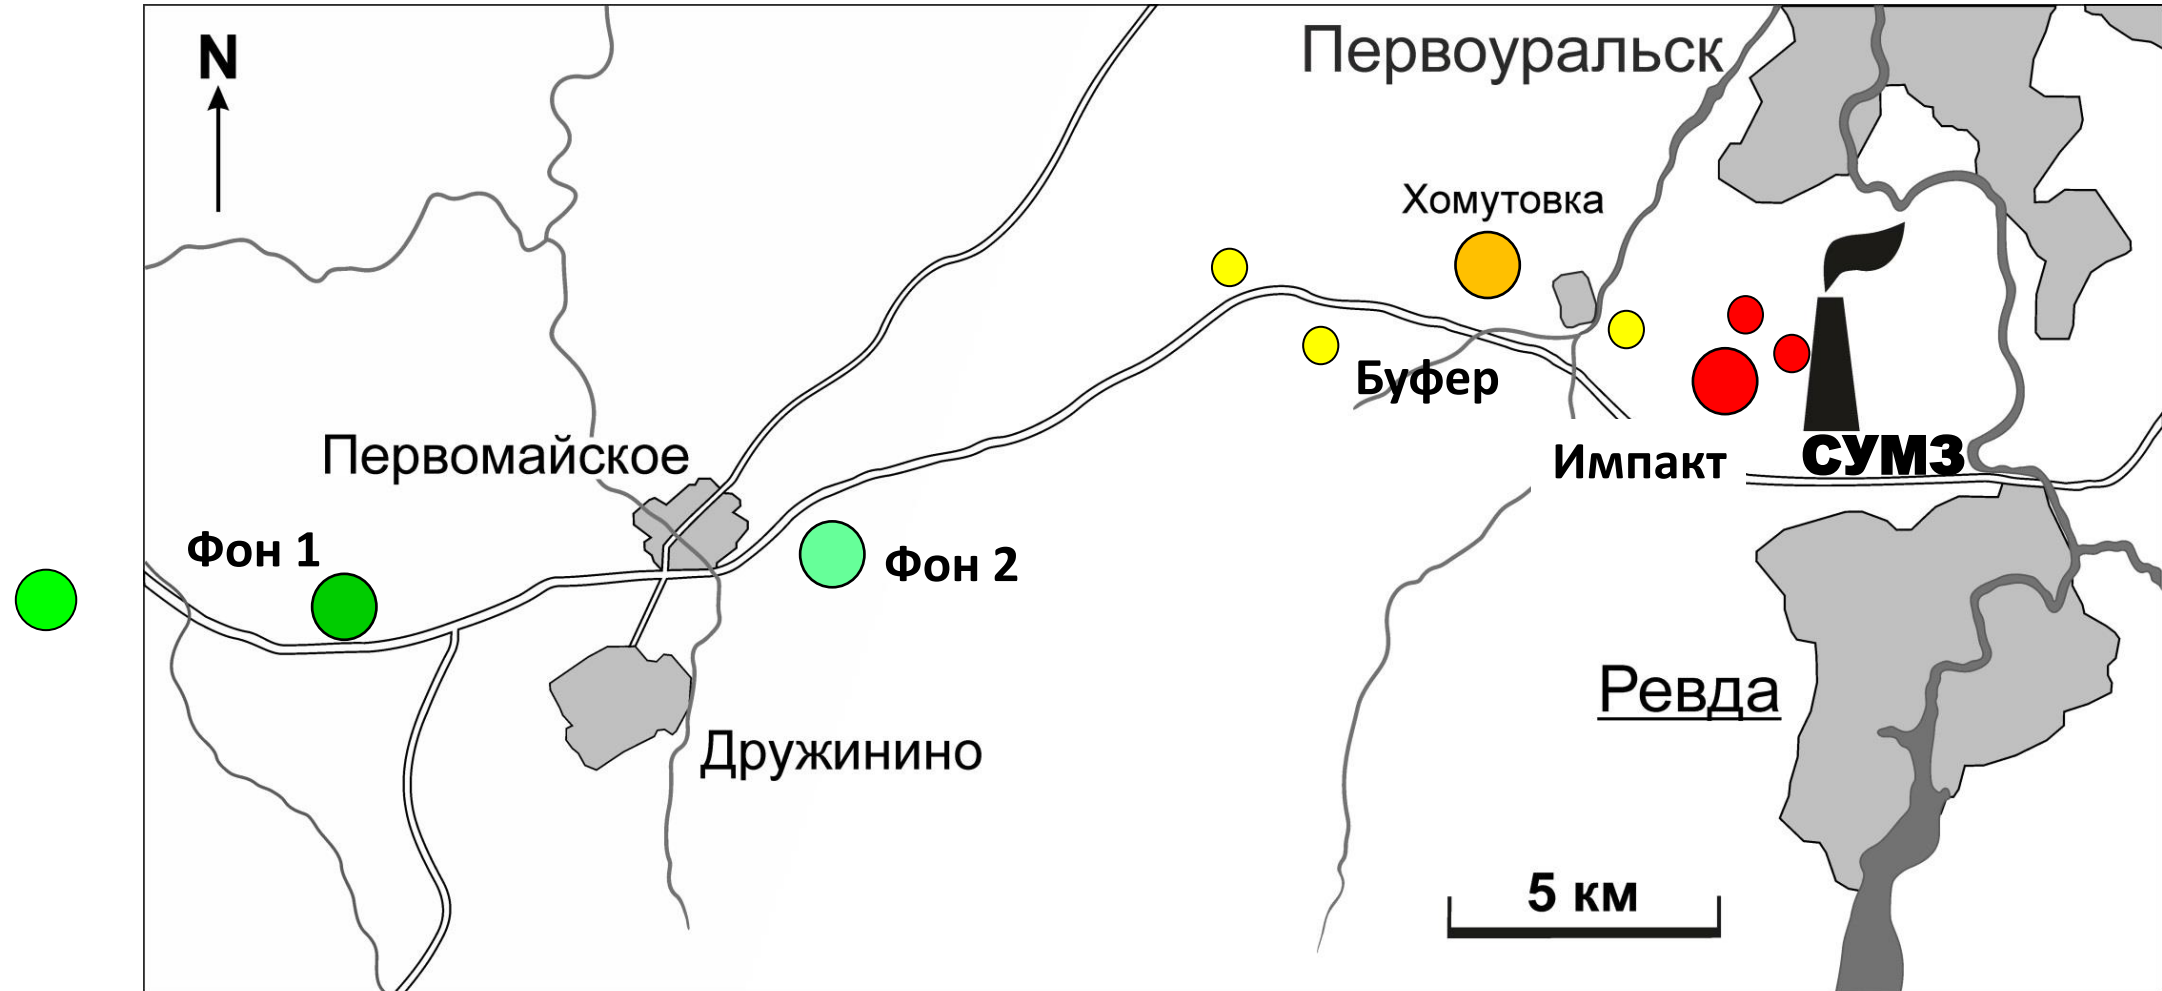 N
Первоуральск
Хомутовка
Буфер
Первомайское
Импакт
СУМЗ
Фон 1
Фон 2
Ревда
Дружинино
5 км